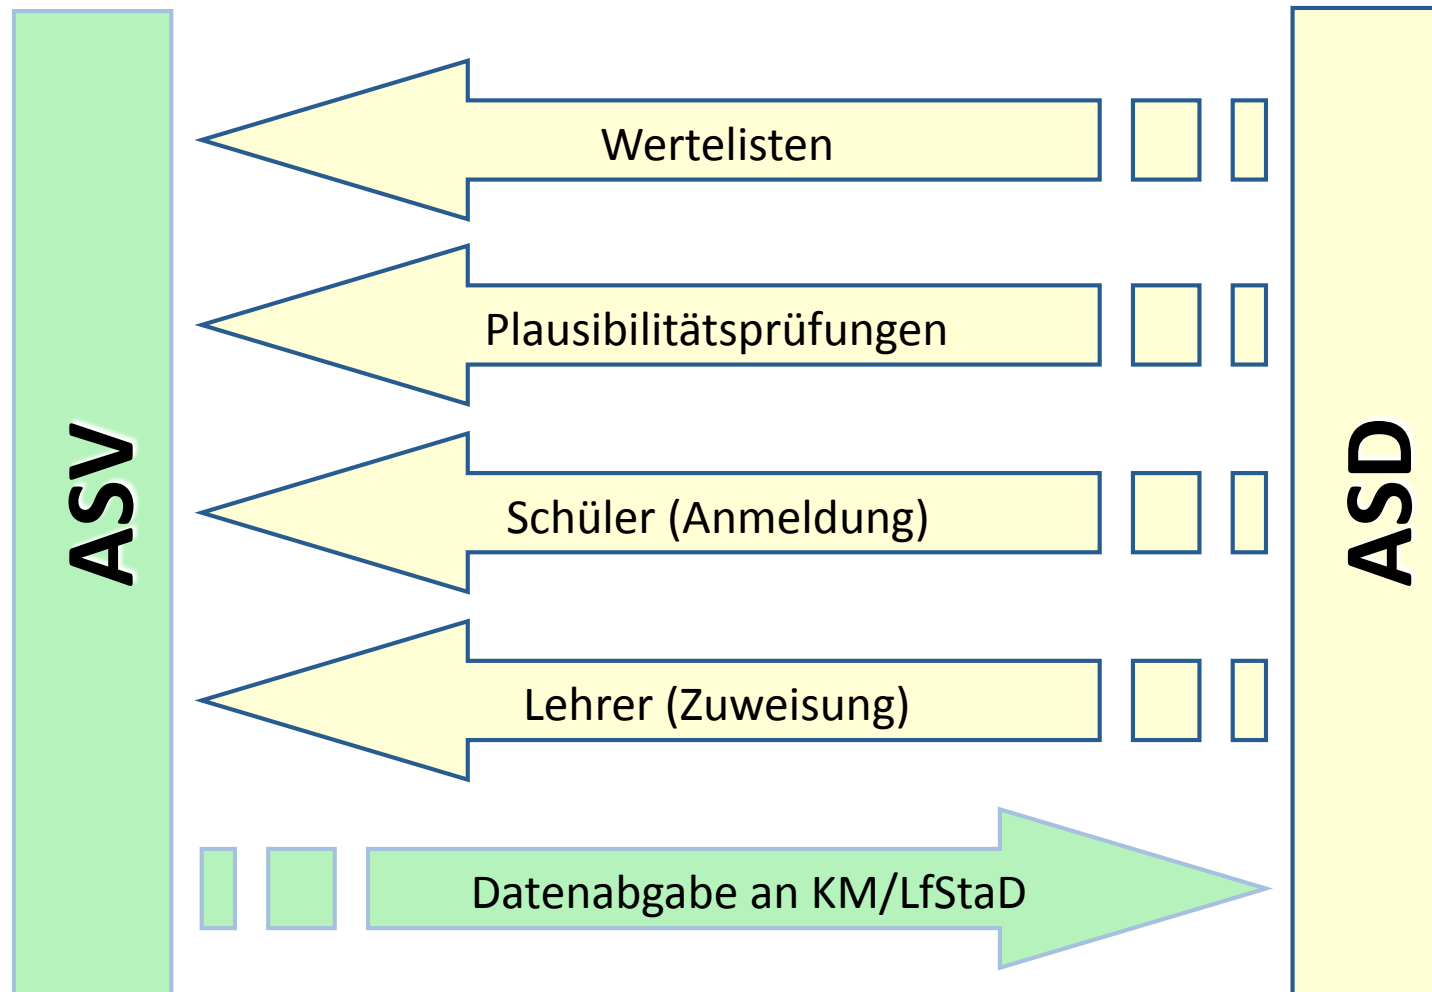 ASV
Wertelisten
Plausibilitätsprüfungen
Schüler (Anmeldung)
Lehrer (Zuweisung)
Datenabgabe an KM/LfStaD
ASD